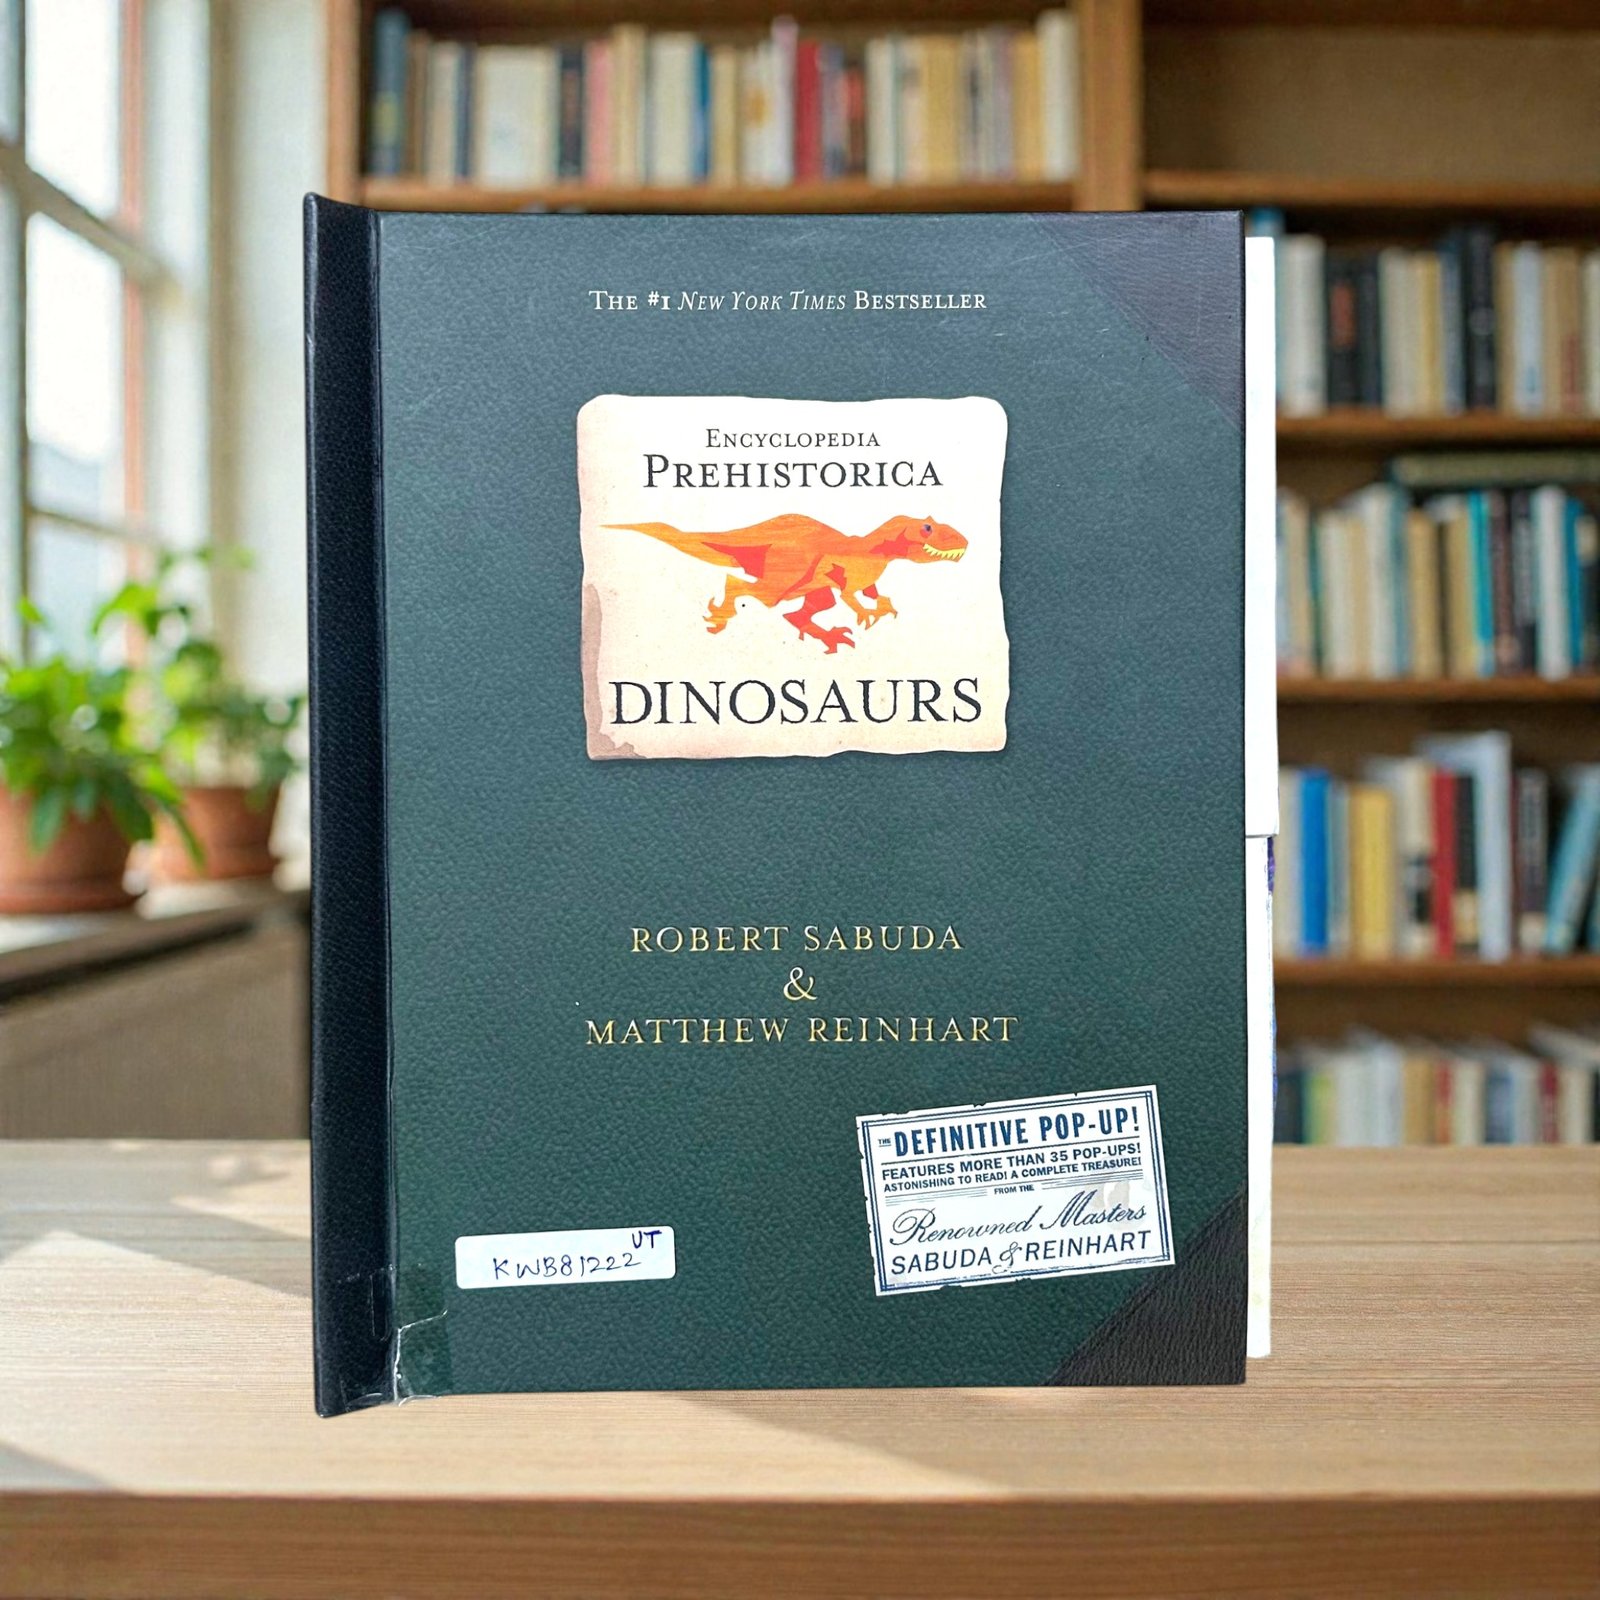 THE #1 NEW YORK TIMES BESTSELLER
ENCYCLOPEDIA
PREHISTORICA
DINOSAURS
ROBERT SABUDA
&
MATTHEW REINHART
THE DEFINITIVE POP-UP!
FEATURES MORE THAN 35 POP-UPS!
ASTONISHING TO READ! A COMPLETE TREASURE!
FROM THE
Renowned Masters
SABUDA & REINHART
UT
KWB81222